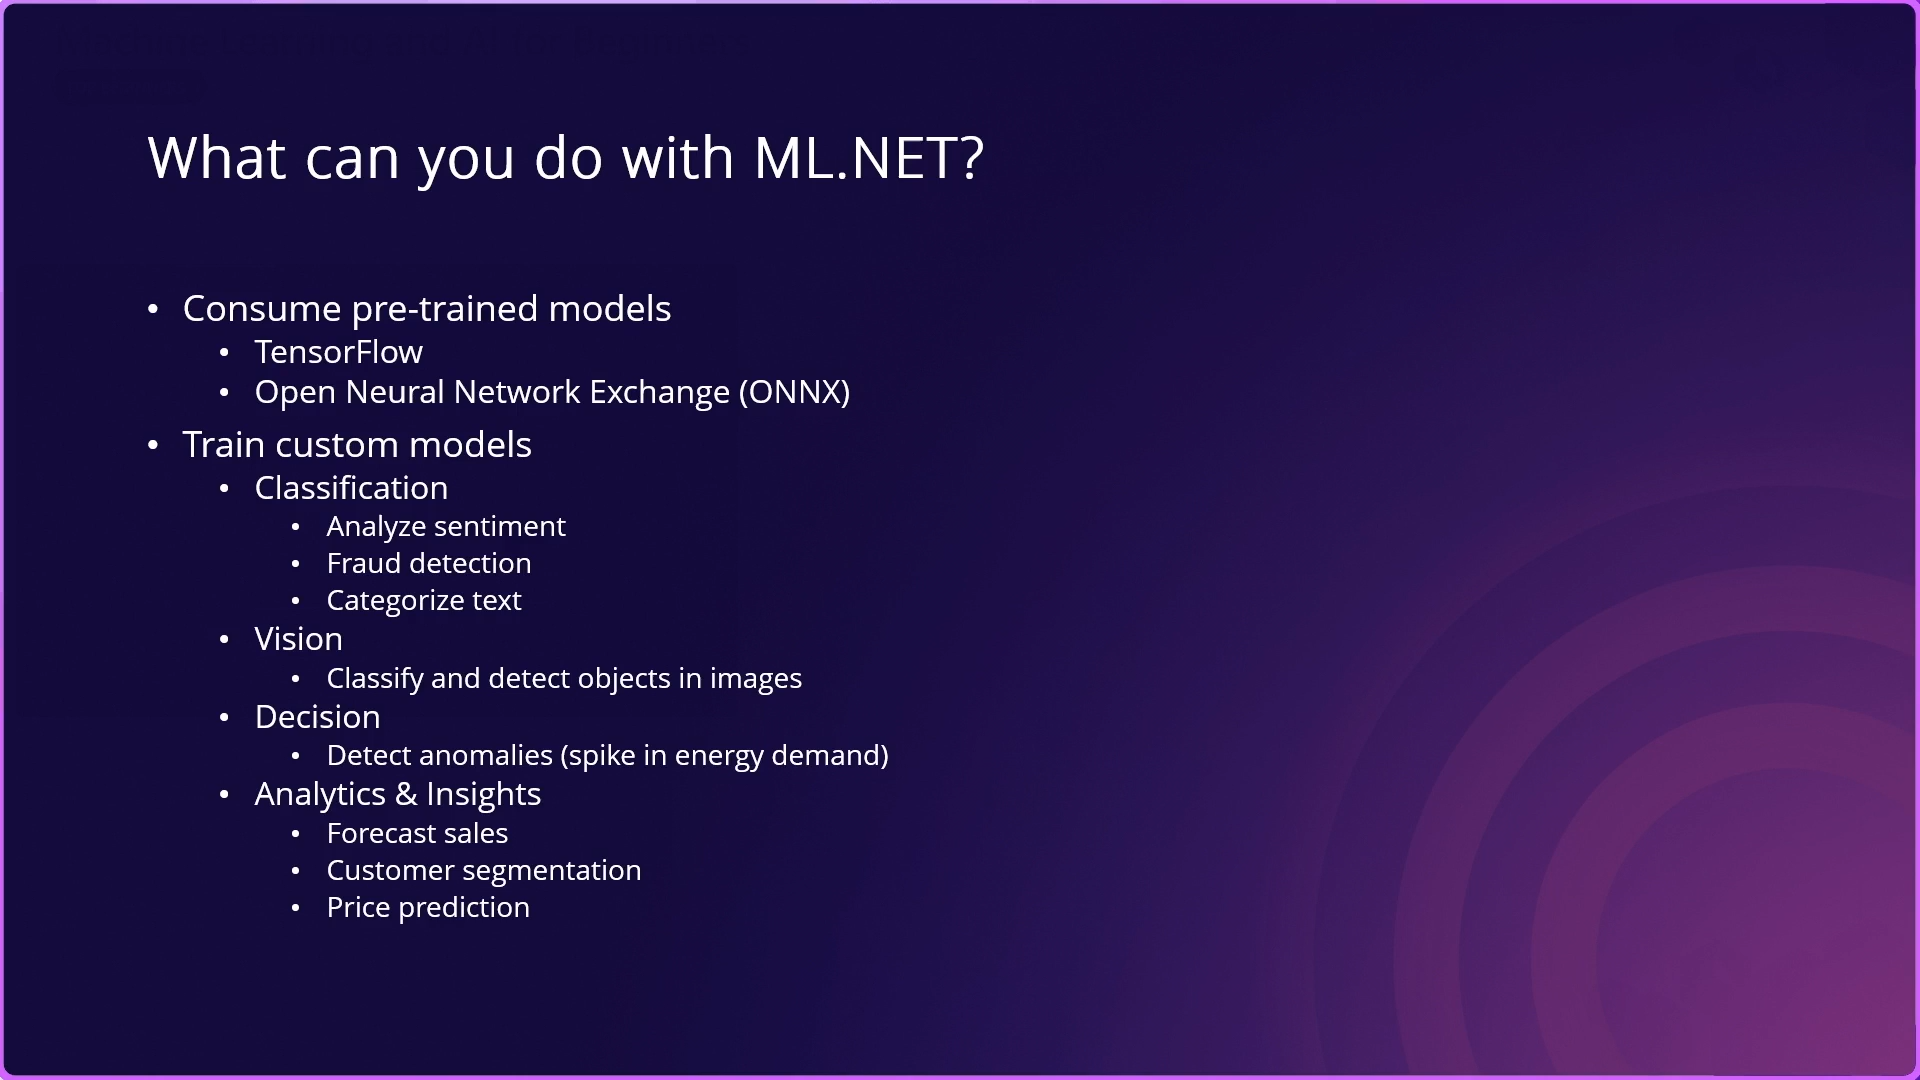 What can you do with ML.NET?
• Consume pre-trained models
• TensorFlow
• Open Neural Network Exchange (ONNX)
• Train custom models
• Classification
• Analyze sentiment
• Fraud detection
• Categorize text
• Vision
• Classify and detect objects in images
• Decision
• Detect anomalies (spike in energy demand)
• Analytics & Insights
• Forecast sales
• Customer segmentation
• Price prediction